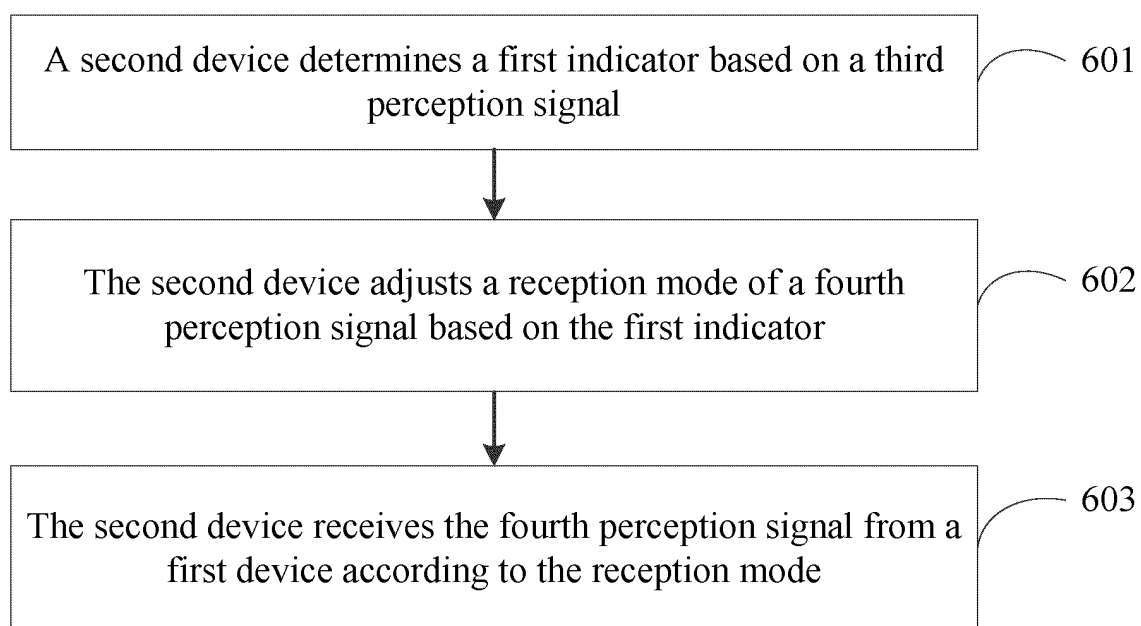 A second device determines a first indicator based on a third
perception signal
601
The second device adjusts a reception mode of a fourth
perception signal based on the first indicator
602
The second device receives the fourth perception signal from a
first device according to the reception mode
603